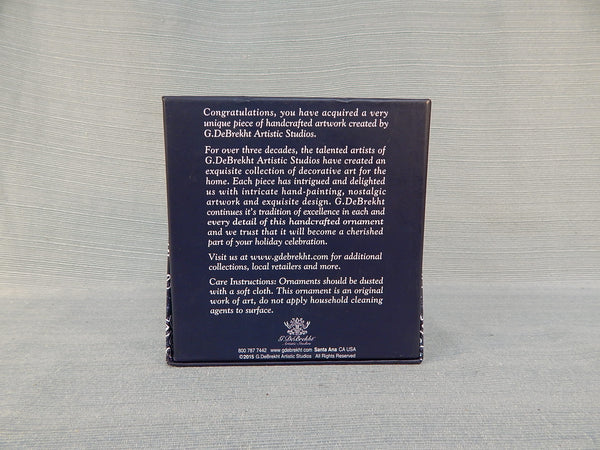 Congratulations, you have acquired a very
unique piece of handcrafted artwork created by
G.DeBrekht Artistic Studios.
For over three decades, the talented artists of
G.DeBrekht Artistic Studios have created an
exquisite collection of decorative art for the
home. Each piece has intrigued and delighted
us with intricate hand-painting, nostalgic
artwork and exquisite design. G.DeBrekht
continues it's tradition of excellence in each and
every detail of this handcrafted ornament
and we trust that it will become a cherished
part of your holiday celebration.
Visit us at www.gdebrekht.com for additional
collections, local retailers and more.
Care Instructions: Ornaments should be dusted
with a soft cloth. This ornament is an original
work of art, do not apply household cleaning
agents to surface.
G.DeBrekht
Artistic Studios
800 787 7442 www.gdebrekht.com Santa Ana CA USA
©2015 G.DeBrekht Artistic Studios All Rights Reserved